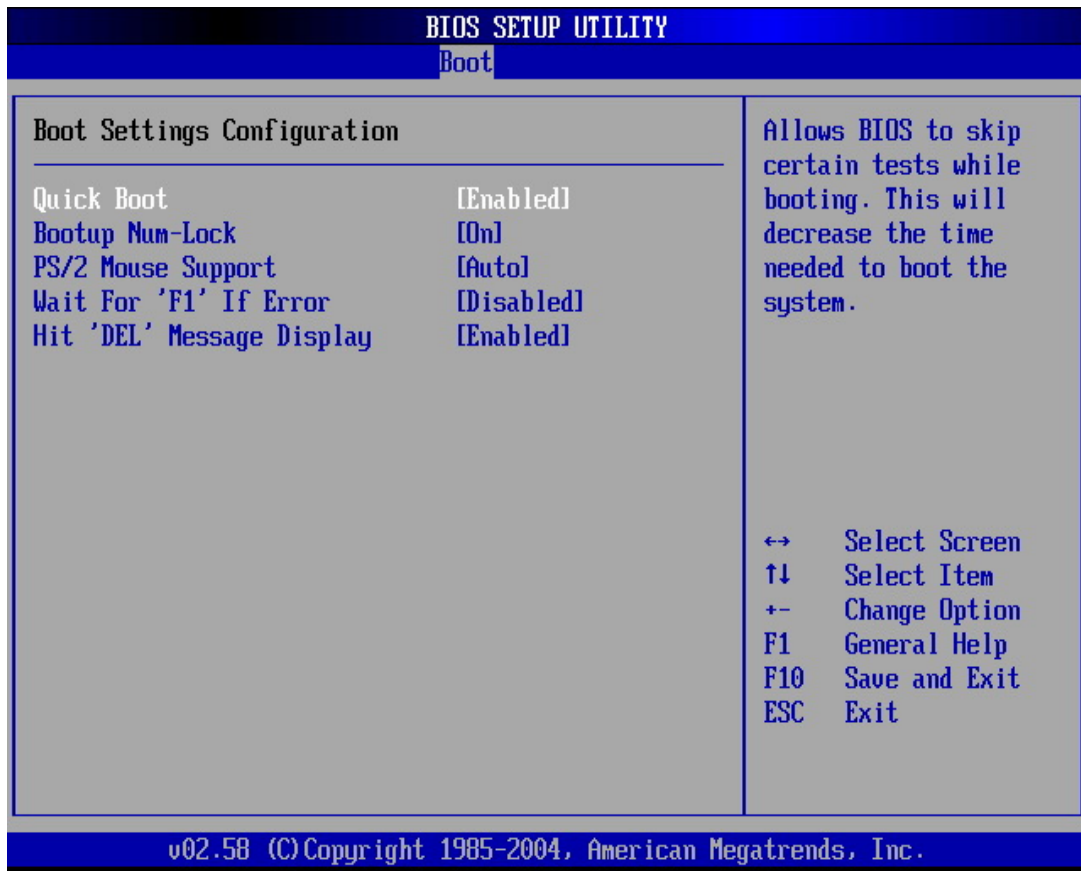 BIOS SETUP UTILITY
Boot
Boot Settings Configuration
Quick Boot [Enabled]
Bootup Num-Lock [On]
PS/2 Mouse Support [Auto]
Wait For 'F1' If Error [Disabled]
Hit 'DEL' Message Display [Enabled]
Allows BIOS to skip
certain tests while
booting. This will
decrease the time
needed to boot the
system.
←→ Select Screen
↑↓ Select Item
+- Change Option
F1 General Help
F10 Save and Exit
ESC Exit
v02.58 (C)Copyright 1985-2004, American Megatrends, Inc.